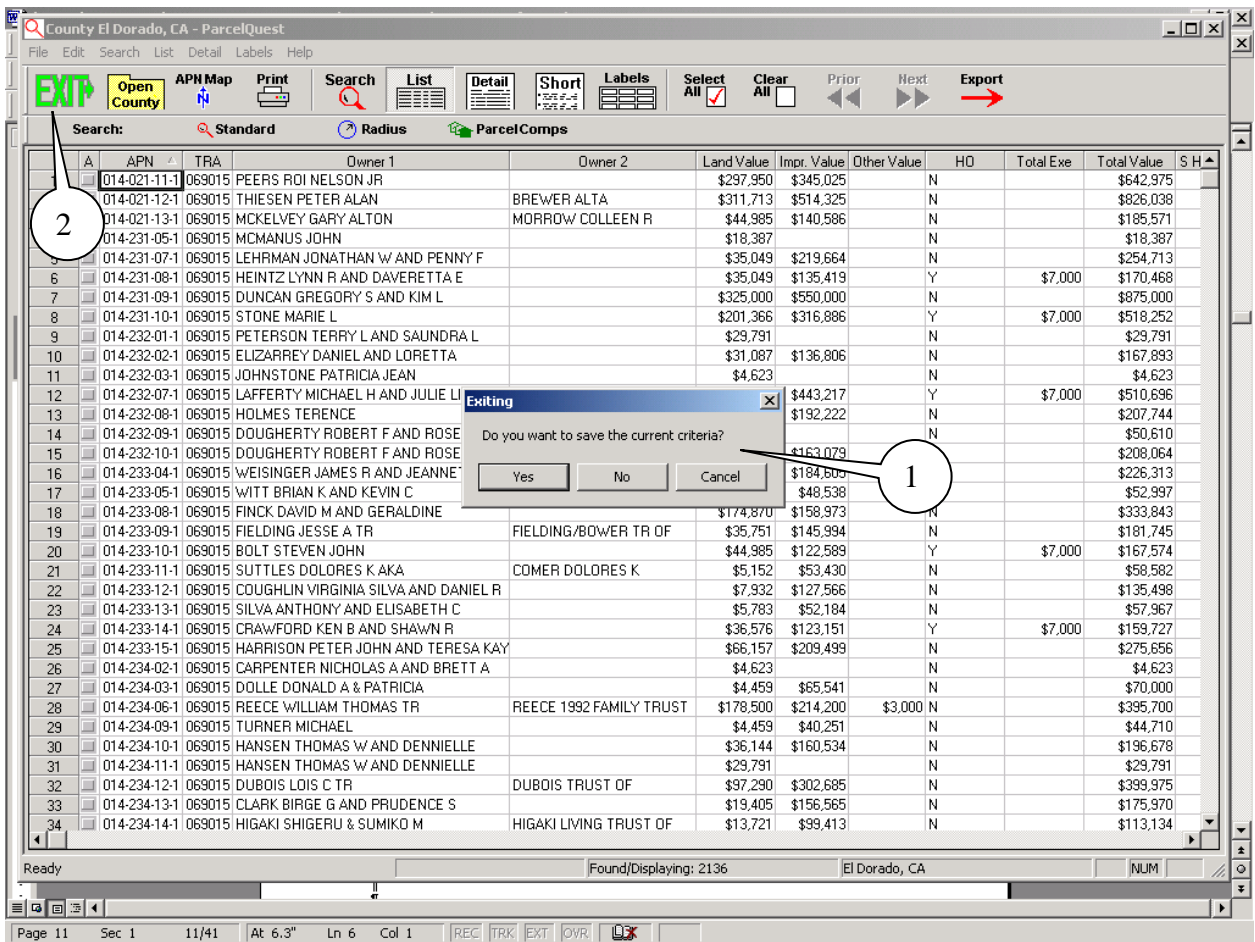 County El Dorado, CA - ParcelQuest
File Edit Search List Detail Labels Help
EXIT Open County APN Map N Print Search List Detail Short Labels Select All Clear All Prior Next Export
Search: Standard Radius ParcelComps
A APN TRA Owner 1 Owner 2 Land Value Impr. Value Other Value HO Total Exe Total Value S H
014-021-11-1 069015 PEERS ROI NELSON JR $297,950 $345,025 N $642,975
014-021-12-1 069015 THIESEN PETER ALAN BREWER ALTA $311,713 $514,325 N $826,038
014-021-13-1 069015 MCKELVEY GARY ALTON MORROW COLLEEN R $44,985 $140,586 N $185,571
2
014-231-05-1 069015 MCMANUS JOHN $18,387 N $18,387
5 014-231-07-1 069015 LEHRMAN JONATHAN W AND PENNY F $35,049 $219,664 N $254,713
6 014-231-08-1 069015 HEINTZ LYNN R AND DAVERETTA E $35,049 $135,419 Y $7,000 $170,468
7 014-231-09-1 069015 DUNCAN GREGORY S AND KIM L $325,000 $550,000 N $875,000
8 014-231-10-1 069015 STONE MARIE L $201,366 $316,886 Y $7,000 $518,252
9 014-232-01-1 069015 PETERSON TERRY L AND SAUNDRA L $29,791 N $29,791
10 014-232-02-1 069015 ELIZARREY DANIEL AND LORETTA $31,087 $136,806 N $167,893
11 014-232-03-1 069015 JOHNSTONE PATRICIA JEAN $4,623 N $4,623
12 014-232-07-1 069015 LAFFERTY MICHAEL H AND JULIE $443,217 Y $7,000 $510,696
13 014-232-08-1 069015 HOLMES TERENCE $192,222 N $207,744
14 014-232-09-1 069015 DOUGHERTY ROBERT F AND ROSE N $50,610
15 014-232-10-1 069015 DOUGHERTY ROBERT F AND ROSE $163,079 $208,064
16 014-233-04-1 069015 WEISINGER JAMES R AND JEANNET $226,313
17 014-233-05-1 069015 WITT BRIAN K AND KEVIN C $48,538 $52,997
18 014-233-08-1 069015 FINCK DAVID M AND GERALDINE $174,870 $158,973 N $333,843
Exiting
Do you want to save the current criteria?
Yes No Cancel
1
19 014-233-09-1 069015 FIELDING JESSE A TR FIELDING/BOWER TR OF $35,751 $145,994 N $181,745
20 014-233-10-1 069015 BOLT STEVEN JOHN $44,985 $122,589 Y $7,000 $167,574
21 014-233-11-1 069015 SUTTLES DOLORES K AKA COMER DOLORES K $5,152 $53,430 N $58,582
22 014-233-12-1 069015 COUGHLIN VIRGINIA SILVA AND DANIEL R $7,932 $127,566 N $135,498
23 014-233-13-1 069015 SILVA ANTHONY AND ELISABETH C $5,783 $52,184 N $57,967
24 014-233-14-1 069015 CRAWFORD KEN B AND SHAWN R $36,576 $123,151 Y $7,000 $159,727
25 014-233-15-1 069015 HARRISON PETER JOHN AND TERESA KAY $66,157 $209,499 N $275,656
26 014-234-02-1 069015 CARPENTER NICHOLAS A AND BRETT A $4,623 N $4,623
27 014-234-03-1 069015 DOLLE DONALD A & PATRICIA $4,459 $65,541 N $70,000
28 014-234-06-1 069015 REECE WILLIAM THOMAS TR REECE 1992 FAMILY TRUST $178,500 $214,200 $3,000 N $395,700
29 014-234-09-1 069015 TURNER MICHAEL $4,459 $40,251 N $44,710
30 014-234-10-1 069015 HANSEN THOMAS W AND DENNIELLE $36,144 $160,534 N $196,678
31 014-234-11-1 069015 HANSEN THOMAS W AND DENNIELLE $29,791 N $29,791
32 014-234-12-1 069015 DUBOIS LOIS C TR DUBOIS TRUST OF $97,290 $302,685 N $399,975
33 014-234-13-1 069015 CLARK BIRGE G AND PRUDENCE S $19,405 $156,565 N $175,970
34 014-234-14-1 069015 HIGAKI SHIGERU & SUMIKO M HIGAKI LIVING TRUST OF $13,721 $99,413 N $113,134
Ready Found/Displaying: 2136 El Dorado, CA NUM
Page 11 Sec 1 11/41 At 6.3" Ln 6 Col 1 REC TRK EXT OVR